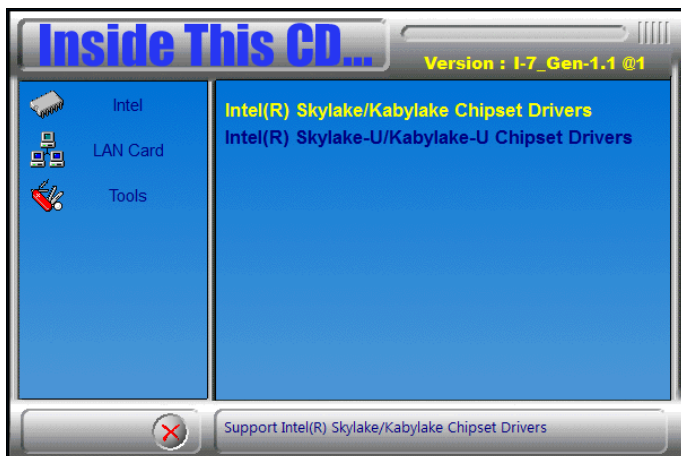 Inside This CD...
Version : I-7_Gen-1.1 @1
Intel
LAN Card
Tools
Intel(R) Skylake/Kabylake Chipset Drivers
Intel(R) Skylake-U/Kabylake-U Chipset Drivers
Support Intel(R) Skylake/Kabylake Chipset Drivers